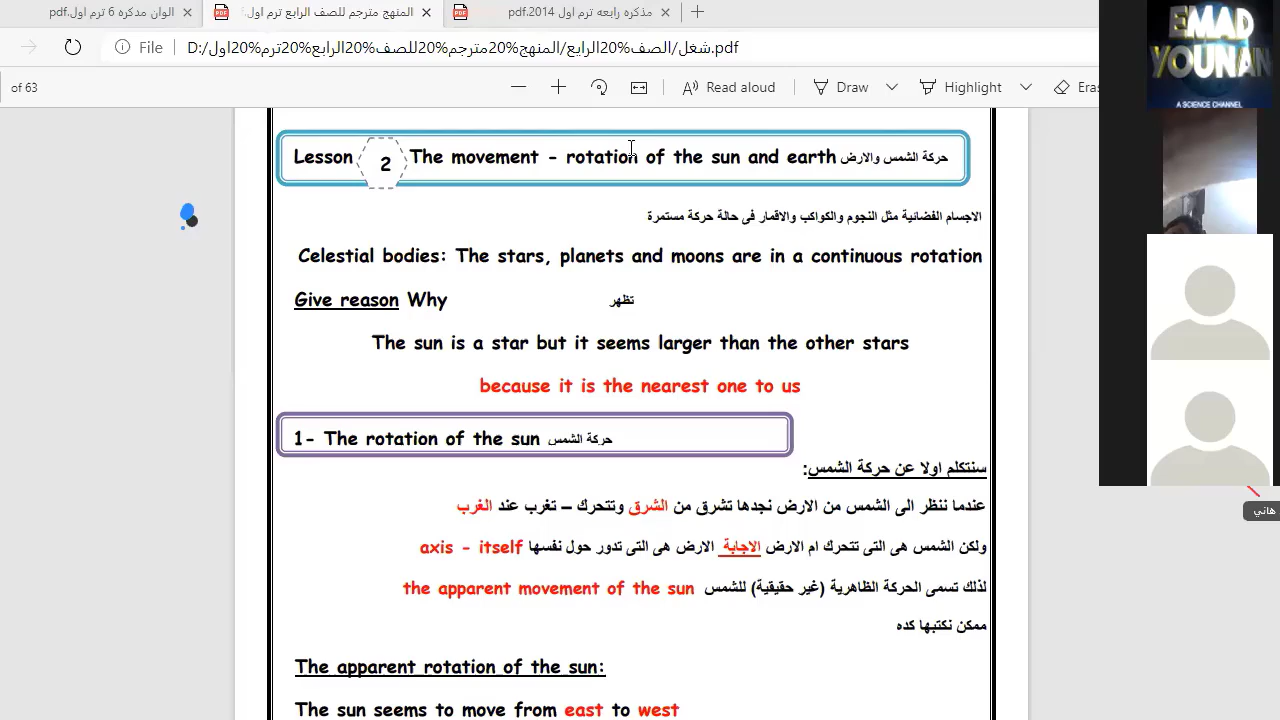 الوان مذكره 6 ترم اول.pdf
المنهج مترجم للصف الرابع ترم اول
مذكره رابعه ترم اول 2014.pdf
File
D:/شغل/الصف%20الرابع/المنهج%20مترجم%20للصف%20الرابع%20ترم%20اول.pdf
of 63
Read aloud
Draw
Highlight
Eras
EMAD
YOUNAN
A SCIENCE CHANNEL
Lesson 2 The movement - rotation of the sun and earth حركة الشمس والارض
الاجسام الفضائية مثل النجوم والكواكب والاقمار فى حالة حركة مستمرة
Celestial bodies: The stars, planets and moons are in a continuous rotation
Give reason Why تظهر
The sun is a star but it seems larger than the other stars
because it is the nearest one to us
1- The rotation of the sun حركة الشمس
سنتكلم اولا عن حركة الشمس:
هاني
عندما ننظر الى الشمس من الارض نجدها تشرق من الشرق وتتحرك – تغرب عند الغرب
ولكن الشمس هى التى تتحرك ام الارض الاجابة الارض هى التى تدور حول نفسها axis - itself
لذلك تسمى الحركة الظاهرية (غير حقيقية) للشمس the apparent movement of the sun
ممكن نكتبها كده
The apparent rotation of the sun:
The sun seems to move from east to west